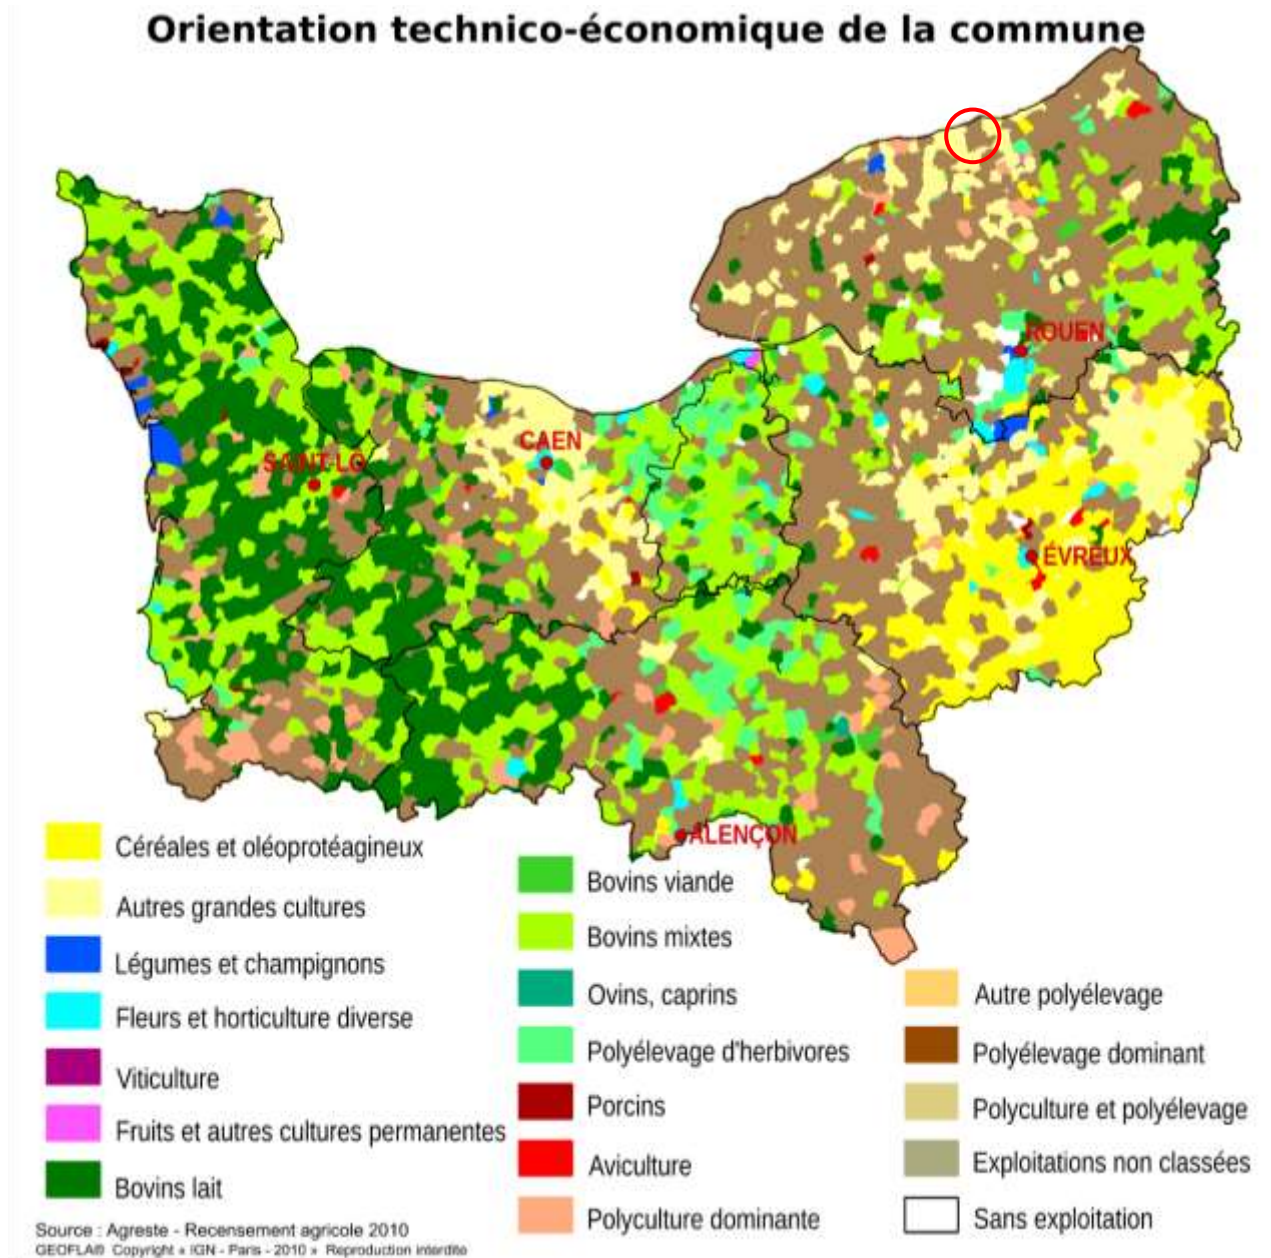 Orientation technico-économique de la commune
ROUEN
CAEN
SAINT-LO
ÉVREUX
ALENÇON
Céréales et oléoprotéagineux
Autres grandes cultures
Légumes et champignons
Fleurs et horticulture diverse
Viticulture
Fruits et autres cultures permanentes
Bovins lait
Bovins viande
Bovins mixtes
Ovins, caprins
Polyélevage d'herbivores
Porcins
Aviculture
Polyculture dominante
Autre polyélevage
Polyélevage dominant
Polyculture et polyélevage
Exploitations non classées
Sans exploitation
Source : Agreste - Recensement agricole 2010
GEOFLA® Copyright « IGN - Paris - 2010 » Reproduction interdite